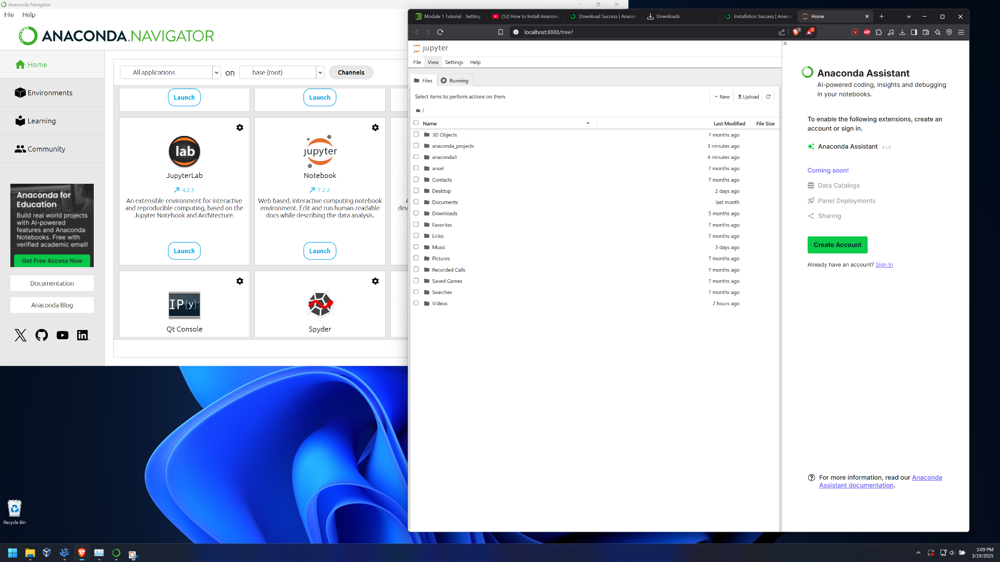 Anaconda Navigator
File Help
ANACONDA.NAVIGATOR
Home
Environments
Learning
Community
Anaconda for
Education
Build real world projects
with AI-powered
features and Anaconda
Notebooks. Free with
verified academic email!
Get Free Access Now
Documentation
Anaconda Blog
All applications on base (root) Channels
Launch Launch
lab
JupyterLab
4.2.5
An extensible environment for interactive
and reproducible computing, based on the
Jupyter Notebook and Architecture.
Launch
jupyter
Notebook
7.2.2
Web-based, interactive computing notebook
environment. Edit and run human-readable
docs while describing the data analysis.
Launch
A
dev
IP[y]:
Qt Console
Spyder
Module 1 Tutorial - Setting
(52) How to Install Anacond
Download Success | Anacon
Downloads
Installation Success | Anacon
Home
localhost:8888/tree?
1
1
U
ABP
jupyter
File View Settings Help
Files Running
Select items to perform actions on them.
New Upload
/
Name Last Modified File Size
3D Objects 7 months ago
anaconda_projects 3 minutes ago
anaconda3 4 minutes ago
ansel 7 months ago
Contacts 7 months ago
Desktop 2 days ago
Documents last month
Downloads 5 months ago
Favorites 7 months ago
Links 7 months ago
Music 3 days ago
Pictures 7 months ago
Recorded Calls 7 months ago
Saved Games 7 months ago
Searches 7 months ago
Videos 2 hours ago
Anaconda Assistant
AI-powered coding, insights and debugging
in your notebooks.
To enable the following extensions, create an
account or sign in.
Anaconda Assistant 4.1.0
Coming soon!
Data Catalogs
Panel Deployments
Sharing
Create Account
Already have an account? Sign In
For more information, read our Anaconda
Assistant documentation.
Recycle Bin
5:09 PM
3/19/2025